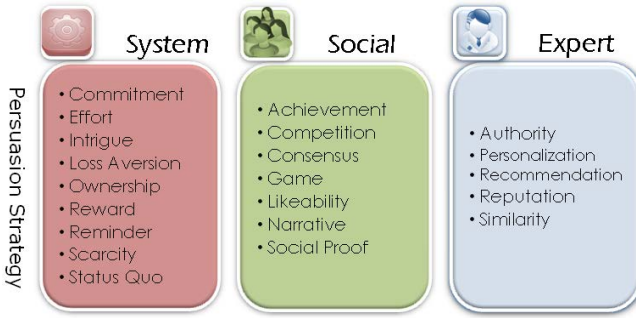 System
Social
Expert
Persuasion Strategy
• Commitment
• Effort
• Intrigue
• Loss Aversion
• Ownership
• Reward
• Reminder
• Scarcity
• Status Quo
• Achievement
• Competition
• Consensus
• Game
• Likeability
• Narrative
• Social Proof
• Authority
• Personalization
• Recommendation
• Reputation
• Similarity